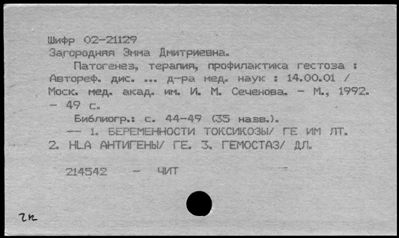 Шифр 02-21129
Загородняя Эмма Дмитриевна.
Патогенез, терапия, профилактика гестоза :
Автореф. дис. ... д-ра мед. наук : 14.00.01 /
Моск. мед. акад. им. И. М. Сеченова. - М., 1992.
- 49 с.
Библиогр.: с. 44-49 (35 назв.).
-- 1. БЕРЕМЕННОСТИ ТОКСИКОЗЫ/ ГЕ ИМ ЛТ.
2. HLA АНТИГЕНЫ/ ГЕ. 3. ГЕМОСТАЗ/ ДЛ.
214542 - ЧИТ